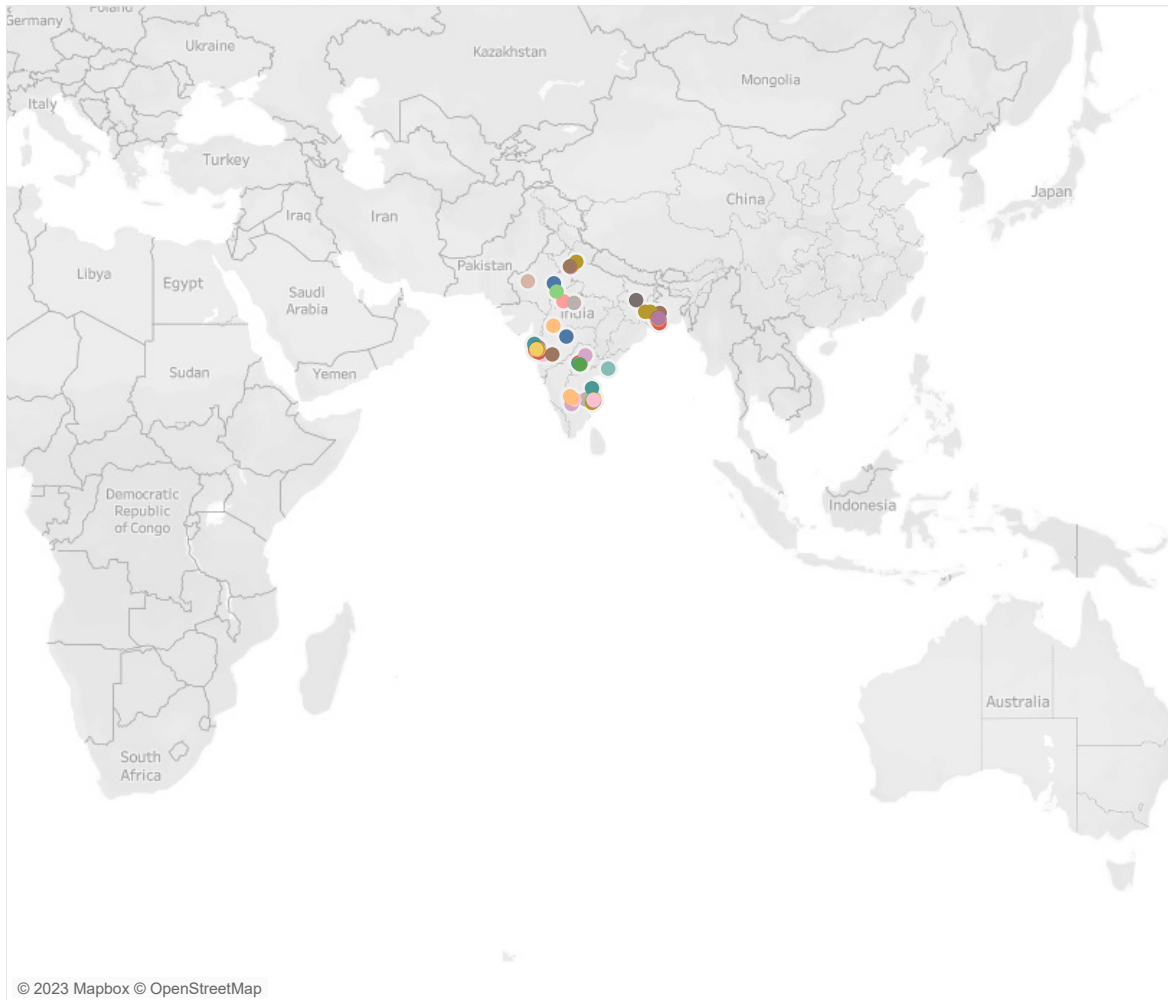 Poland
Germany
Ukraine
Kazakhstan
Mongolia
Italy
Turkey
Japan
China
Iraq
Iran
Pakistan
Libya
Egypt
Saudi
Arabia
India
Sudan
Yemen
Democratic
Republic
of Congo
Indonesia
Australia
South
Africa
© 2023 Mapbox © OpenStreetMap